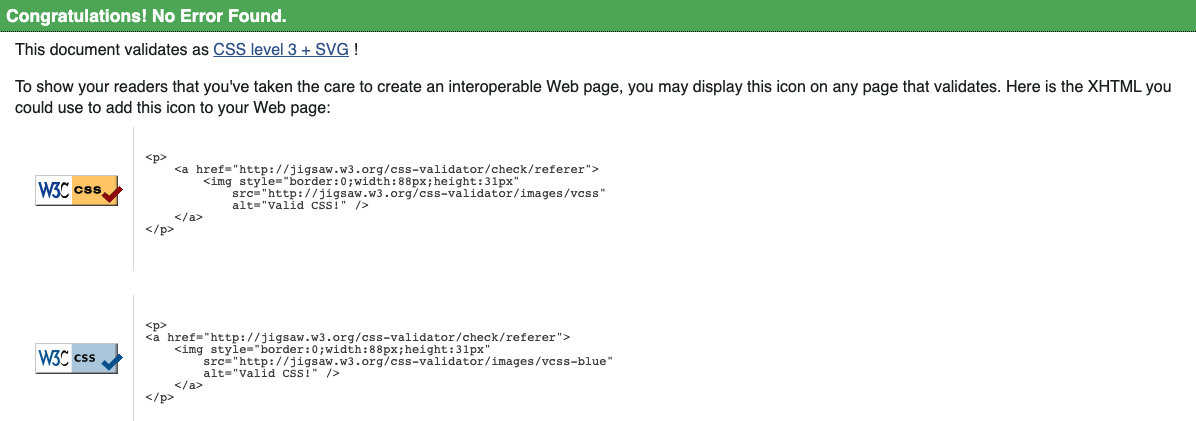 Congratulations! No Error Found.
This document validates as CSS level 3 + SVG !
To show your readers that you've taken the care to create an interoperable Web page, you may display this icon on any page that validates. Here is the XHTML you
could use to add this icon to your Web page:
W3C css
<p>
    <a href="http://jigsaw.w3.org/css-validator/check/referer">
        <img style="border:0;width:88px;height:31px"
            src="http://jigsaw.w3.org/css-validator/images/vcss"
            alt="Valid CSS!" />
    </a>
</p>
W3C css
<p>
<a href="http://jigsaw.w3.org/css-validator/check/referer">
    <img style="border:0;width:88px;height:31px"
        src="http://jigsaw.w3.org/css-validator/images/vcss-blue"
        alt="Valid CSS!" />
    </a>
</p>